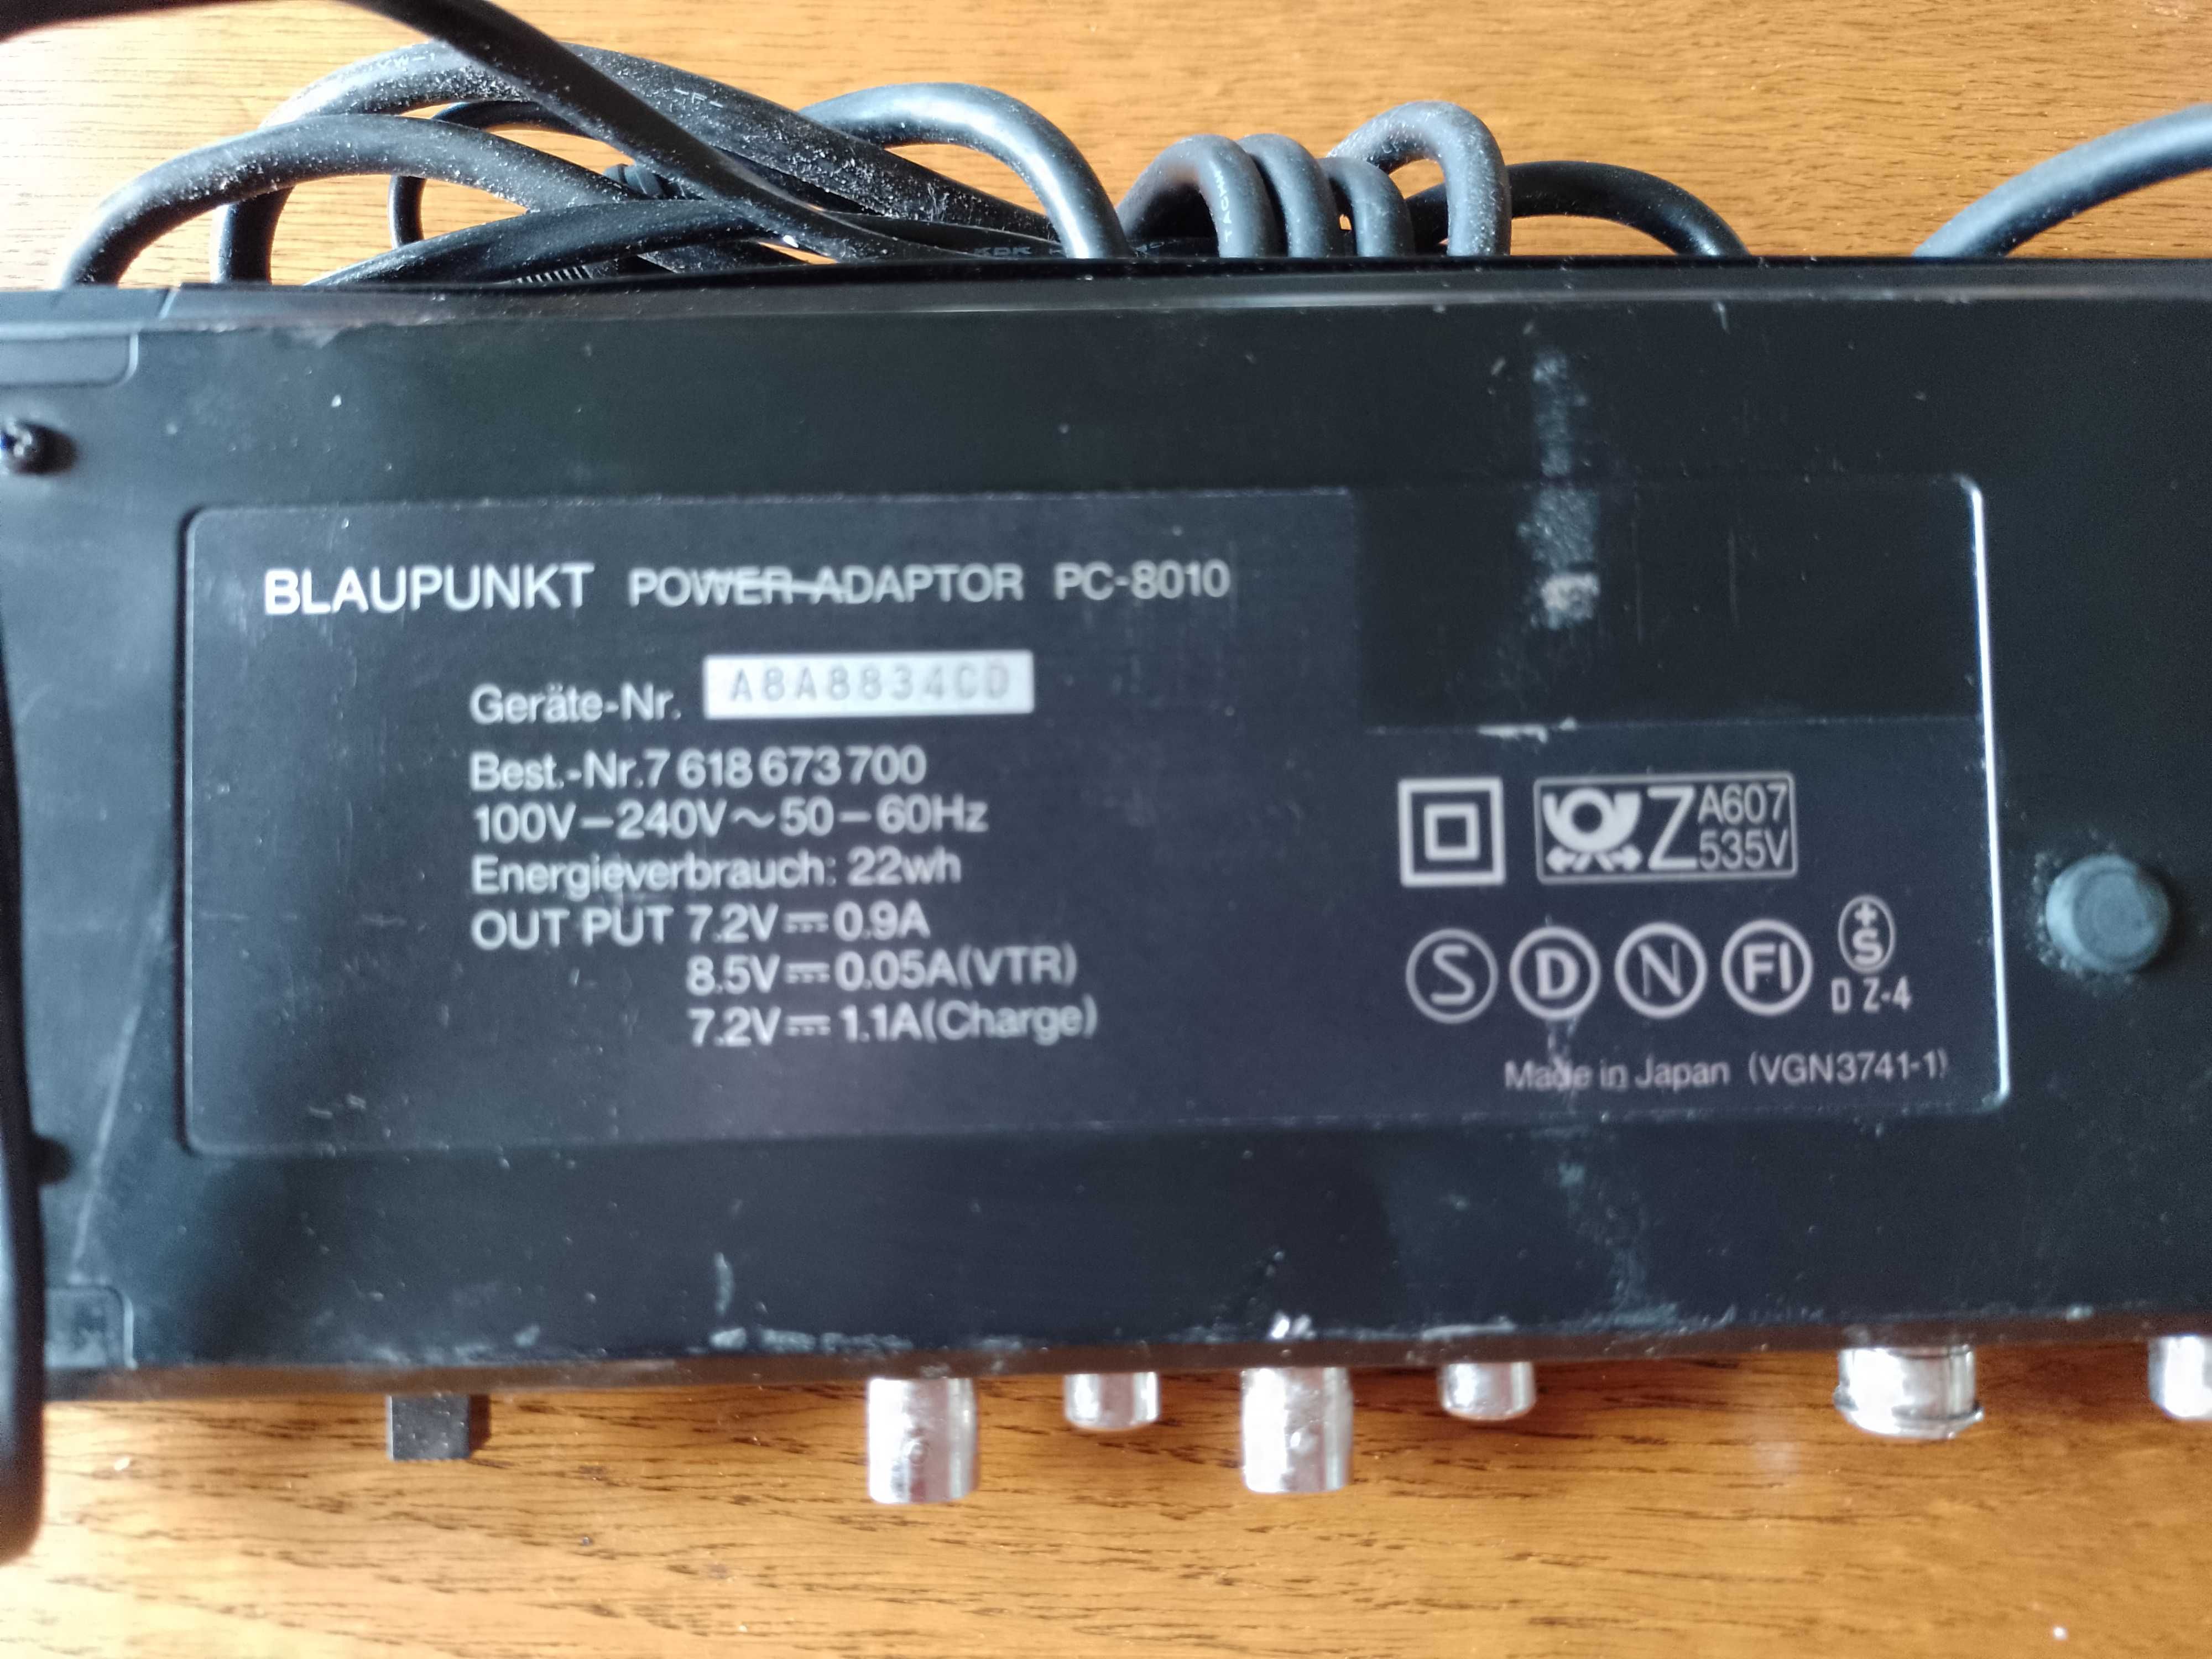 BLAUPUNKT POWER ADAPTOR PC-8010
Geräte-Nr. A8A8834CD
Best.-Nr.7 618 673 700
100V–240V～50–60Hz
Energieverbrauch: 22wh
OUT PUT 7.2V⎓0.9A
8.5V⎓0.05A(VTR)
7.2V⎓1.1A(Charge)
Z A607
535V
S D N FI +S
D Z-4
Made in Japan (VGN3741-1)